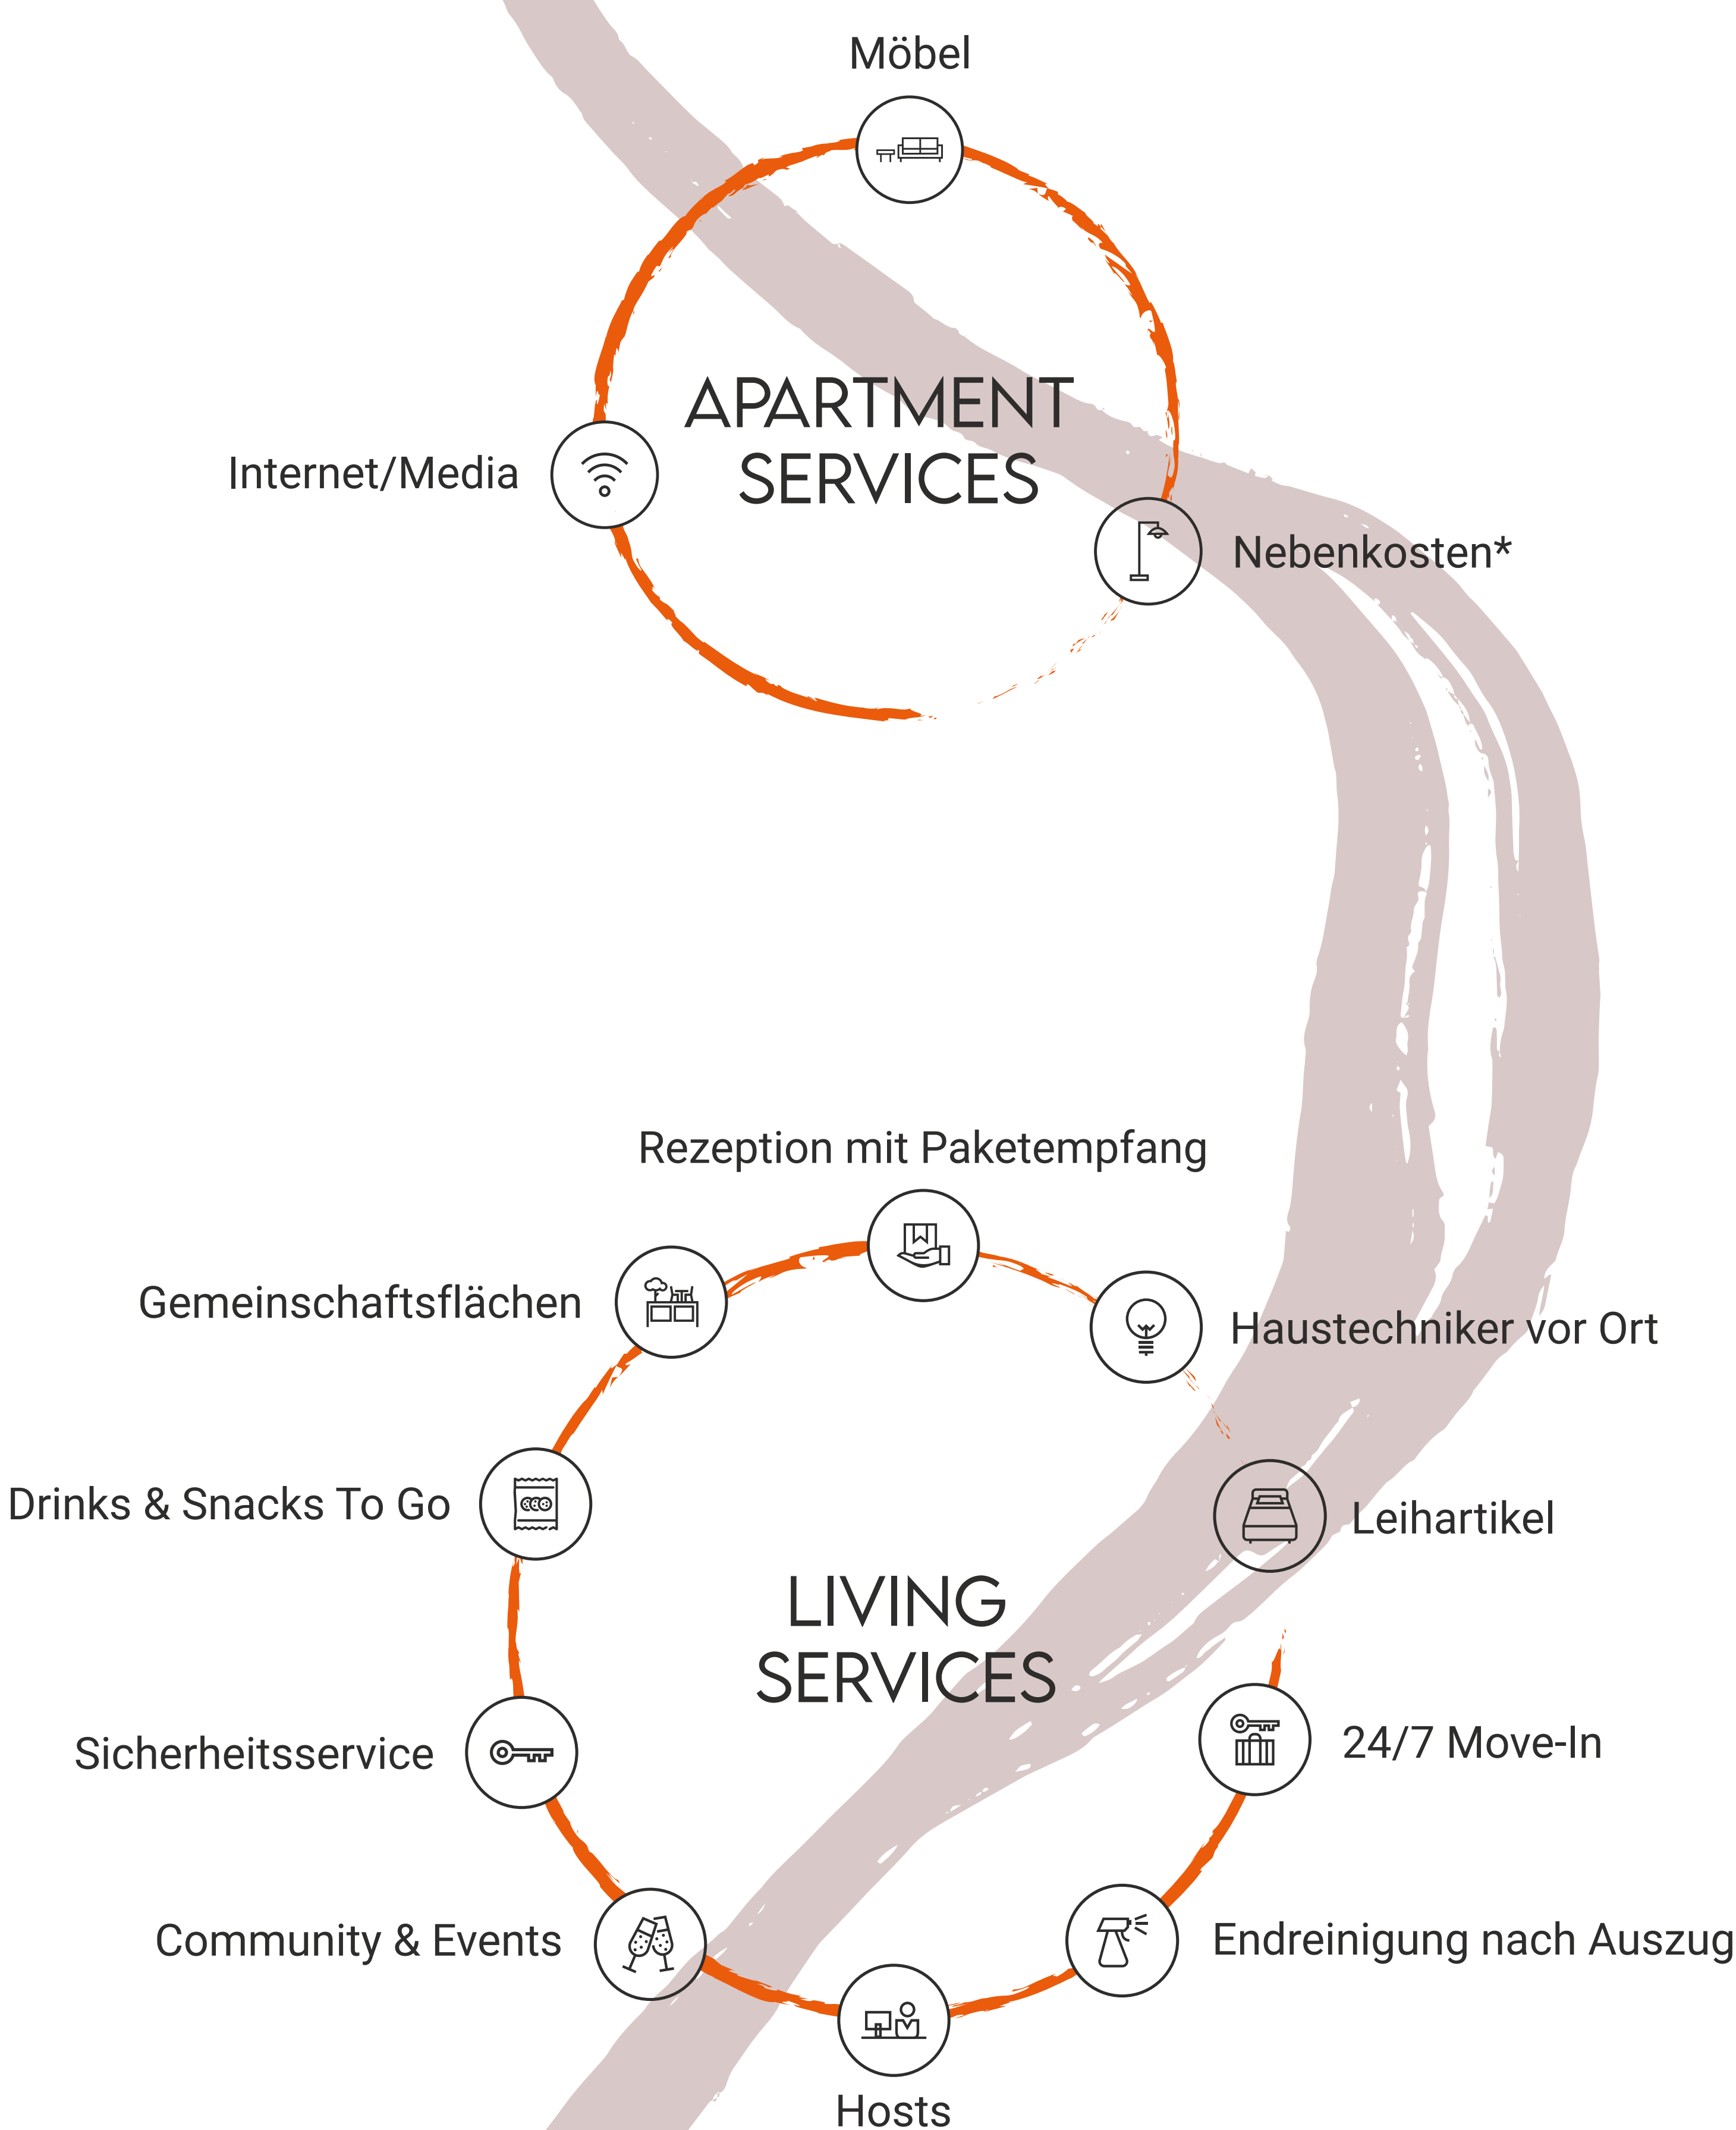 Möbel
APARTMENT
SERVICES
Internet/Media
Nebenkosten*
Rezeption mit Paketempfang
Gemeinschaftsflächen
Haustechniker vor Ort
Drinks & Snacks To Go
Leihartikel
LIVING
SERVICES
Sicherheitsservice
24/7 Move-In
Community & Events
Endreinigung nach Auszug
Hosts